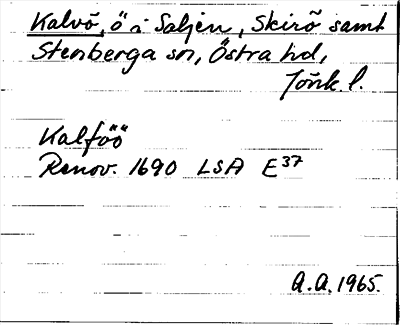 Kalvö, ö i Saljen, Skirö samt
Stenberga sn, Östra hd,
Jönk. l.
Kalföö
Renov. 1690 LSA E37
A.A. 1965.